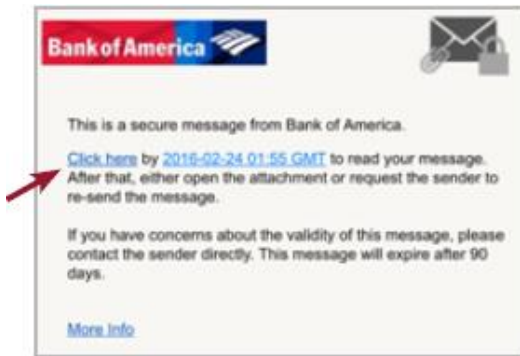 Bank of America
This is a secure message from Bank of America.
Click here by 2016-02-24 01:55 GMT to read your message.
After that, either open the attachment or request the sender to
re-send the message.
If you have concerns about the validity of this message, please
contact the sender directly. This message will expire after 90
days.
More Info